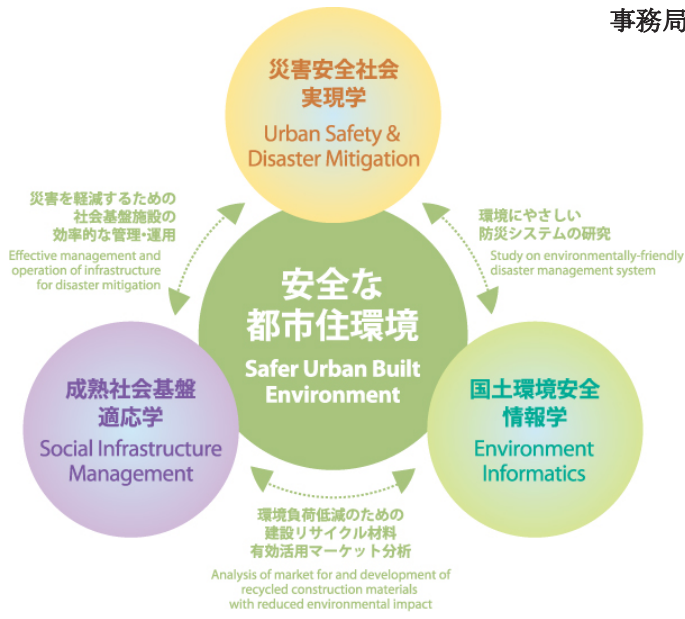 事務局
災害安全社会
実現学
Urban Safety &
Disaster Mitigation
災害を軽減するための
社会基盤施設の
効率的な管理・運用
Effective management and
operation of infrastructure
for disaster mitigation
環境にやさしい
防災システムの研究
Study on environmentally-friendly
disaster management system
安全な
都市住環境
Safer Urban Built
Environment
成熟社会基盤
適応学
Social Infrastructure
Management
国土環境安全
情報学
Environment
Informatics
環境負荷低減のための
建設リサイクル材料
有効活用マーケット分析
Analysis of market for and development of
recycled construction materials
with reduced environmental impact